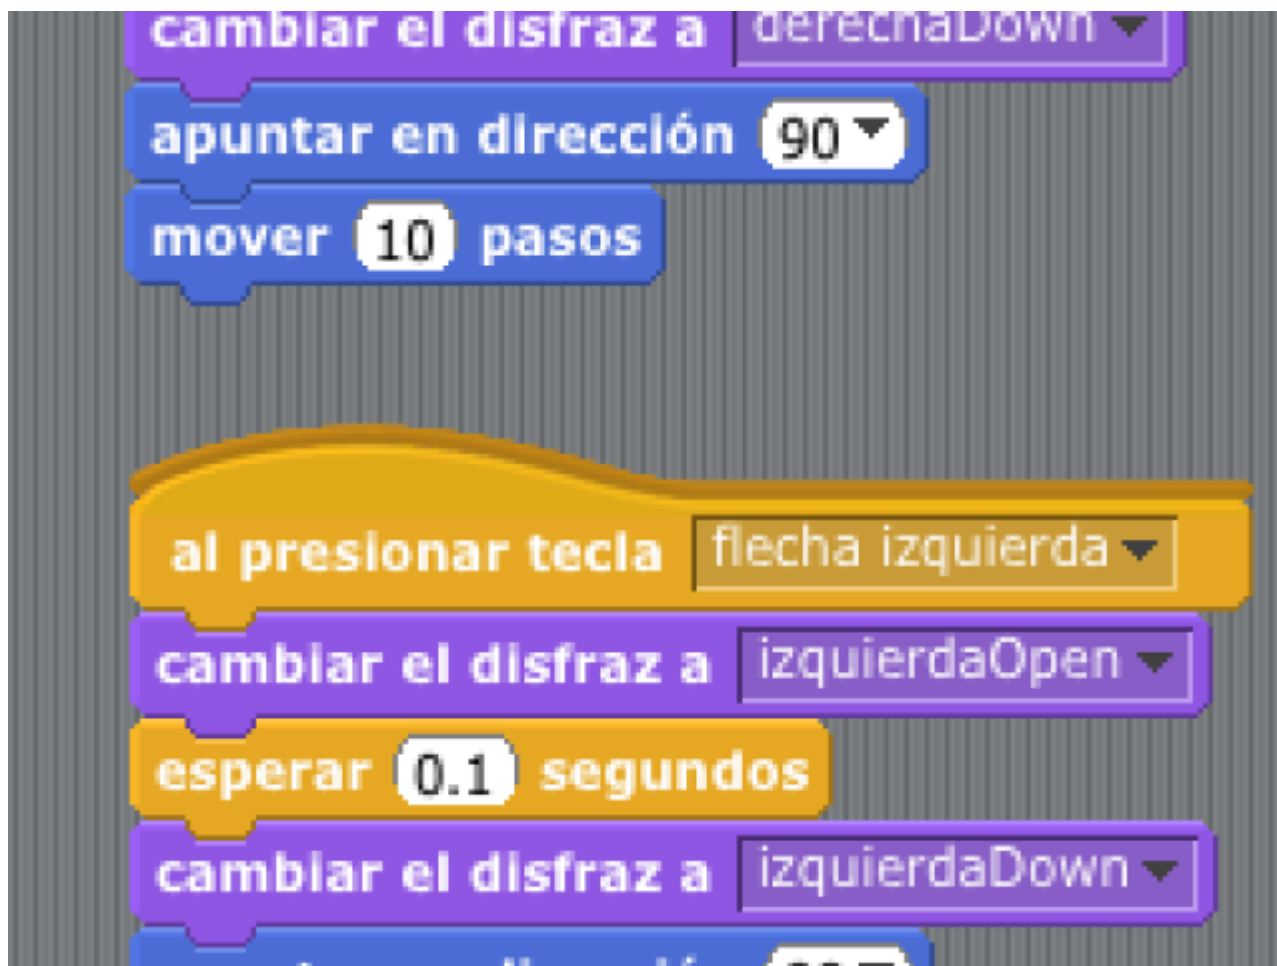 cambiar el disfraz a derechaDown
apuntar en dirección 90
mover 10 pasos
al presionar tecla flecha izquierda
cambiar el disfraz a izquierdaOpen
esperar 0.1 segundos
cambiar el disfraz a izquierdaDown